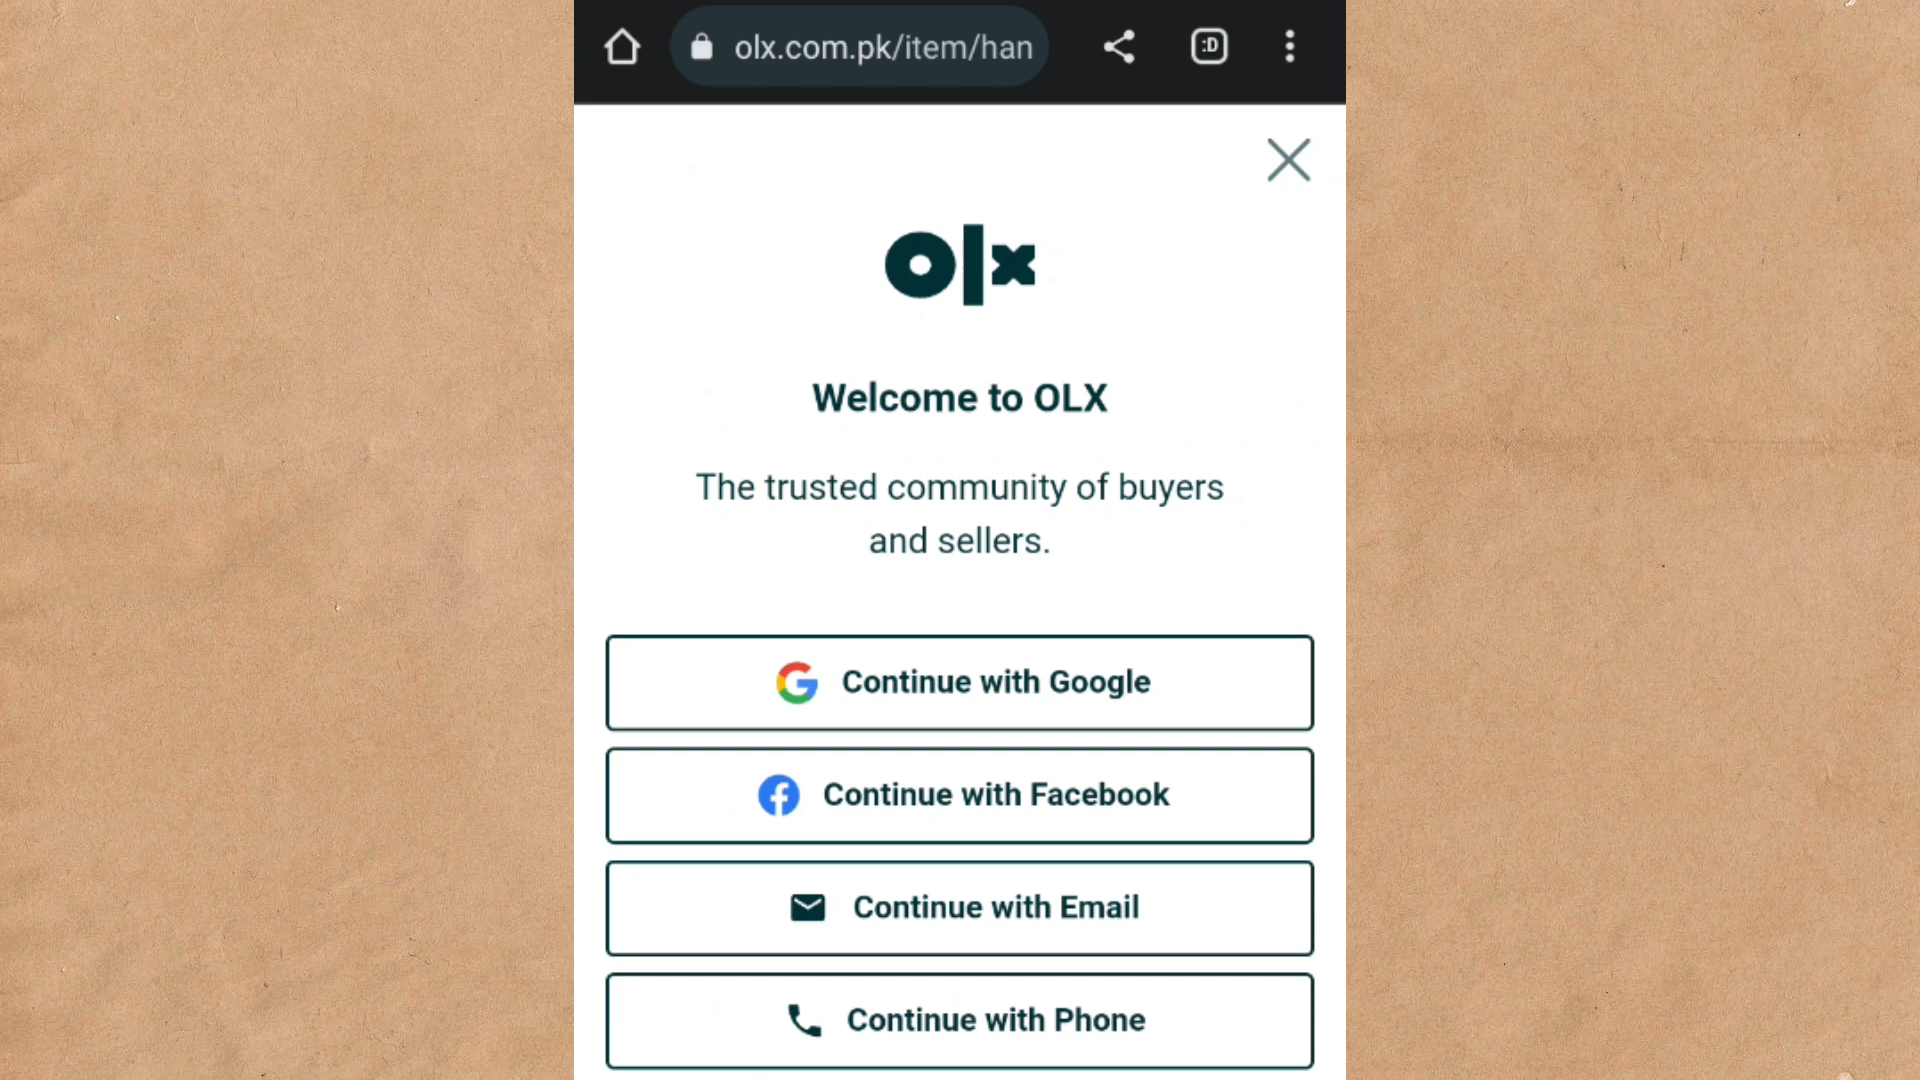 olx.com.pk/item/han
:D
olx
Welcome to OLX
The trusted community of buyers
and sellers.
Continue with Google
Continue with Facebook
Continue with Email
Continue with Phone